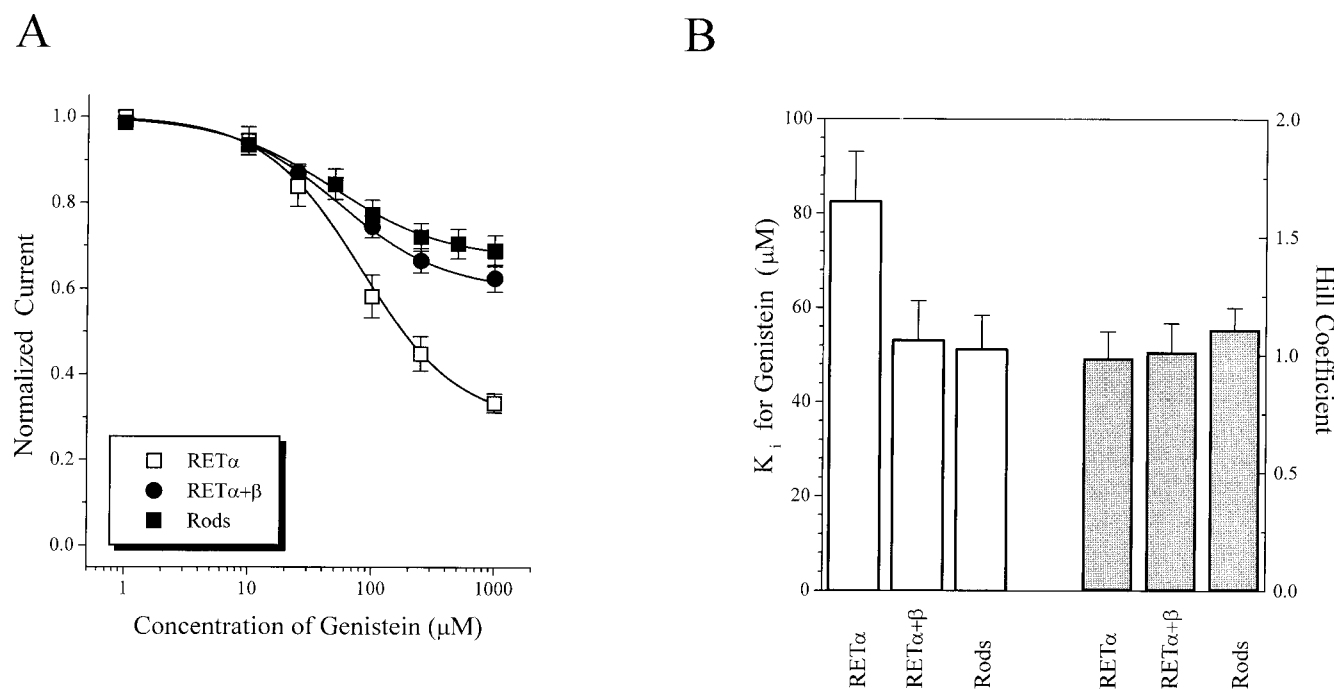 A
1.0
0.8
0.6
0.4
0.2
0.0
Normalized Current
RETα
RETα+β
Rods
1 10 100 1000
Concentration of Genistein (μM)
B
100
80
60
40
20
0
K i for Genistein (μM)
2.0
1.5
1.0
0.5
0.0
Hill Coefficient
RETα
RETα+β
Rods
RETα
RETα+β
Rods